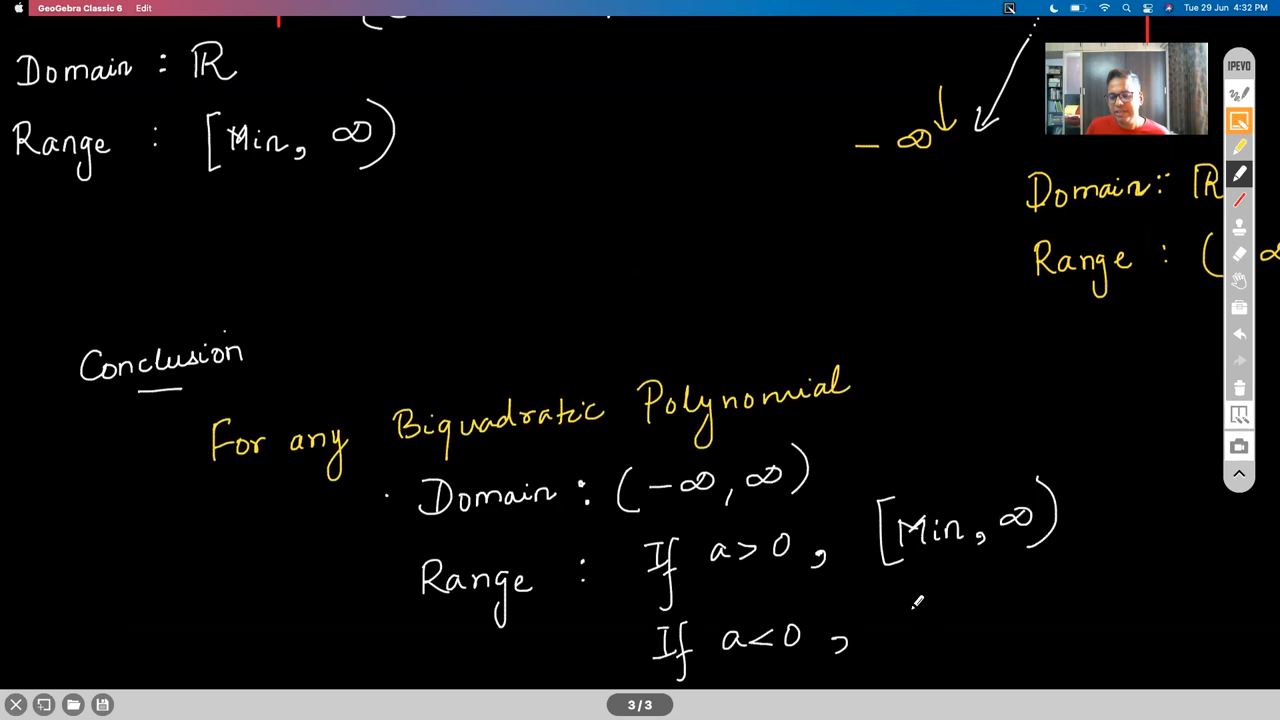 GeoGebra Classic 6 Edit Tue 29 Jun 4:32 PM
IPEVO
Domain : ℝ
Range : [Min, ∞)
− ∞
Domain : ℝ
Range : ( ∞
Conclusion
For any Biquadratic Polynomial
Domain : (−∞, ∞)
Range : If a > 0 , [Min, ∞)
If a < 0 ,
3 / 3